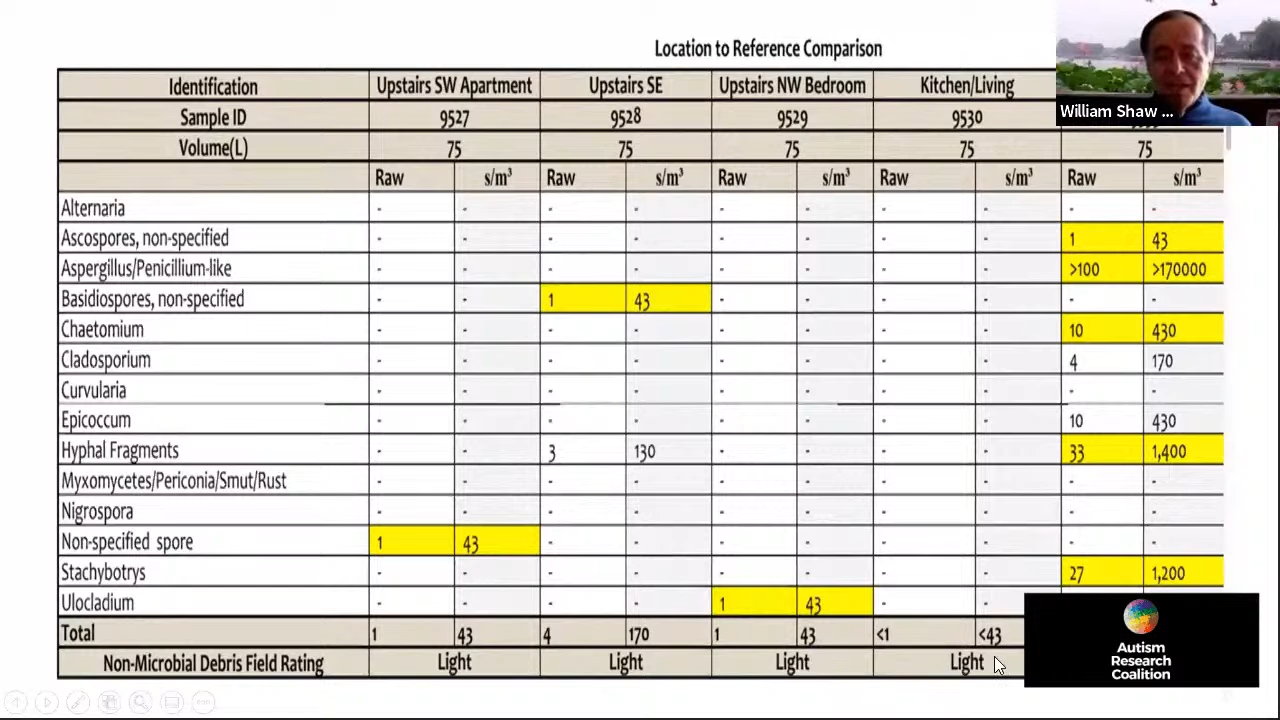 Location to Reference Comparison
Identification Upstairs SW Apartment Upstairs SE Upstairs NW Bedroom Kitchen/Living
William Shaw ...
Sample ID 9527 9528 9529 9530
Volume(L) 75 75 75 75 75
Raw s/m³ Raw s/m³ Raw s/m³ Raw s/m³ Raw s/m³
Alternaria - - - - - - - - - -
Ascospores, non-specified - - - - - - - - 1 43
Aspergillus/Penicillium-like - - - - - - - - >100 >170000
Basidiospores, non-specified - - 1 43 - - - - - -
Chaetomium - - - - - - - - 10 430
Cladosporium - - - - - - - - 4 170
Curvularia - - - - - - - - - -
Epicoccum - - - - - - - - 10 430
Hyphal Fragments - - 3 130 - - - - 33 1,400
Myxomycetes/Periconia/Smut/Rust - - - - - - - - - -
Nigrospora - - - - - - - - - -
Non-specified spore 1 43 - - - - - - - -
Stachybotrys - - - - - - - - 27 1,200
Ulocladium - - - - 1 43 - -
Total 1 43 4 170 1 43 <1 <43
Non-Microbial Debris Field Rating Light Light Light Light
Autism
Research
Coalition